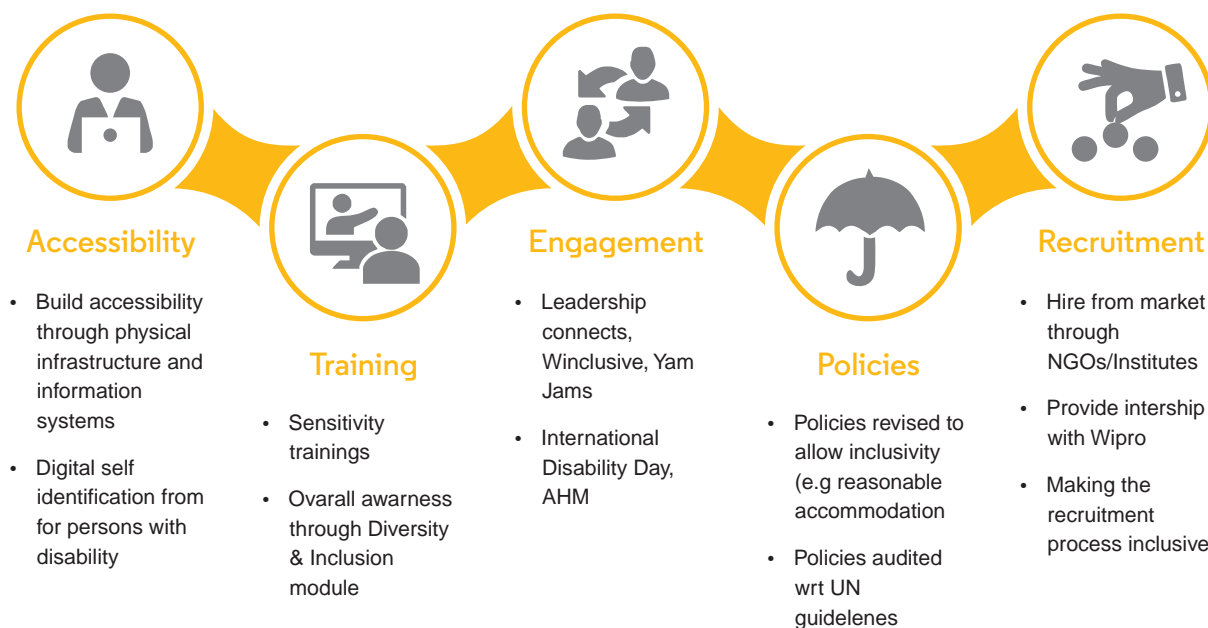 Accessibility
• Build accessibility
through physical
infrastructure and
information
systems
• Digital self
identification from
for persons with
disability
Training
• Sensitivity
trainings
• Ovarall awarness
through Diversity
& Inclusion
module
Engagement
• Leadership
connects,
Winclusive, Yam
Jams
• International
Disability Day,
AHM
Policies
• Policies revised to
allow inclusivity
(e.g reasonable
accommodation
• Policies audited
wrt UN
guidelenes
Recruitment
• Hire from market
through
NGOs/Institutes
• Provide intership
with Wipro
• Making the
recruitment
process inclusive